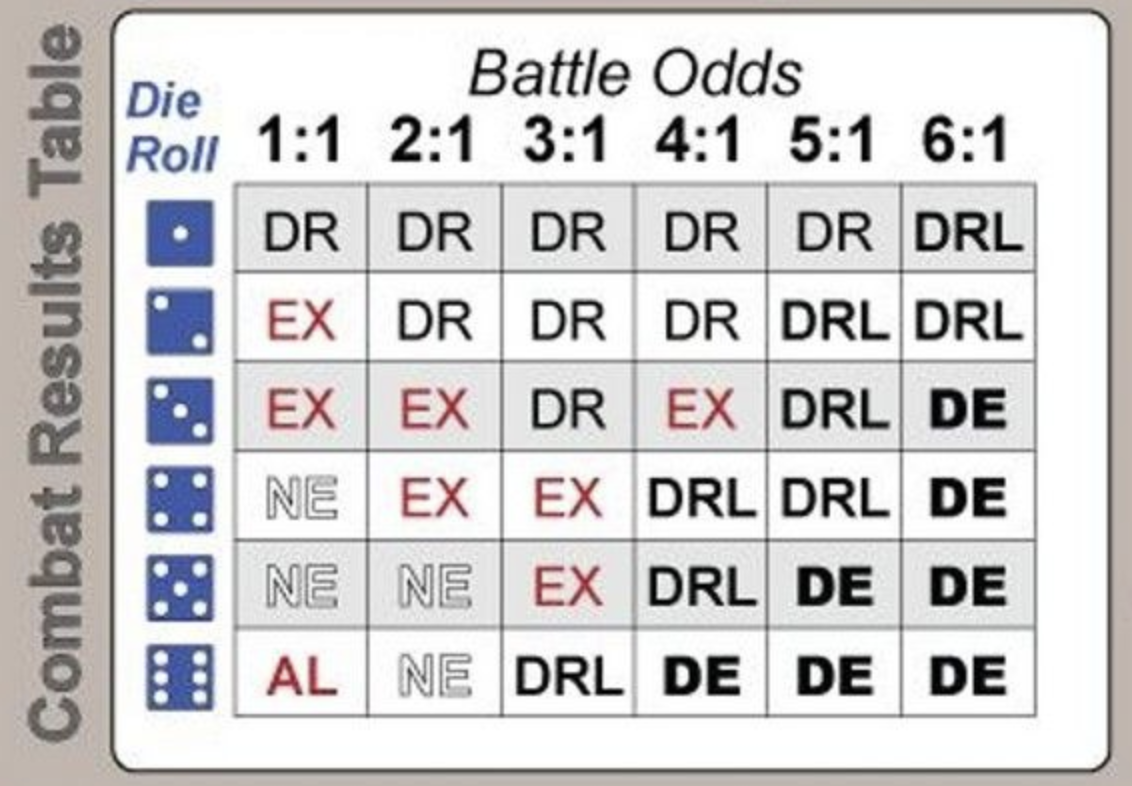 Combat Results Table
Battle Odds
Die
Roll
1:1 2:1 3:1 4:1 5:1 6:1
DR DR DR DR DR DRL
EX DR DR DR DRL DRL
EX EX DR EX DRL DE
NE EX EX DRL DRL DE
NE NE EX DRL DE DE
AL NE DRL DE DE DE